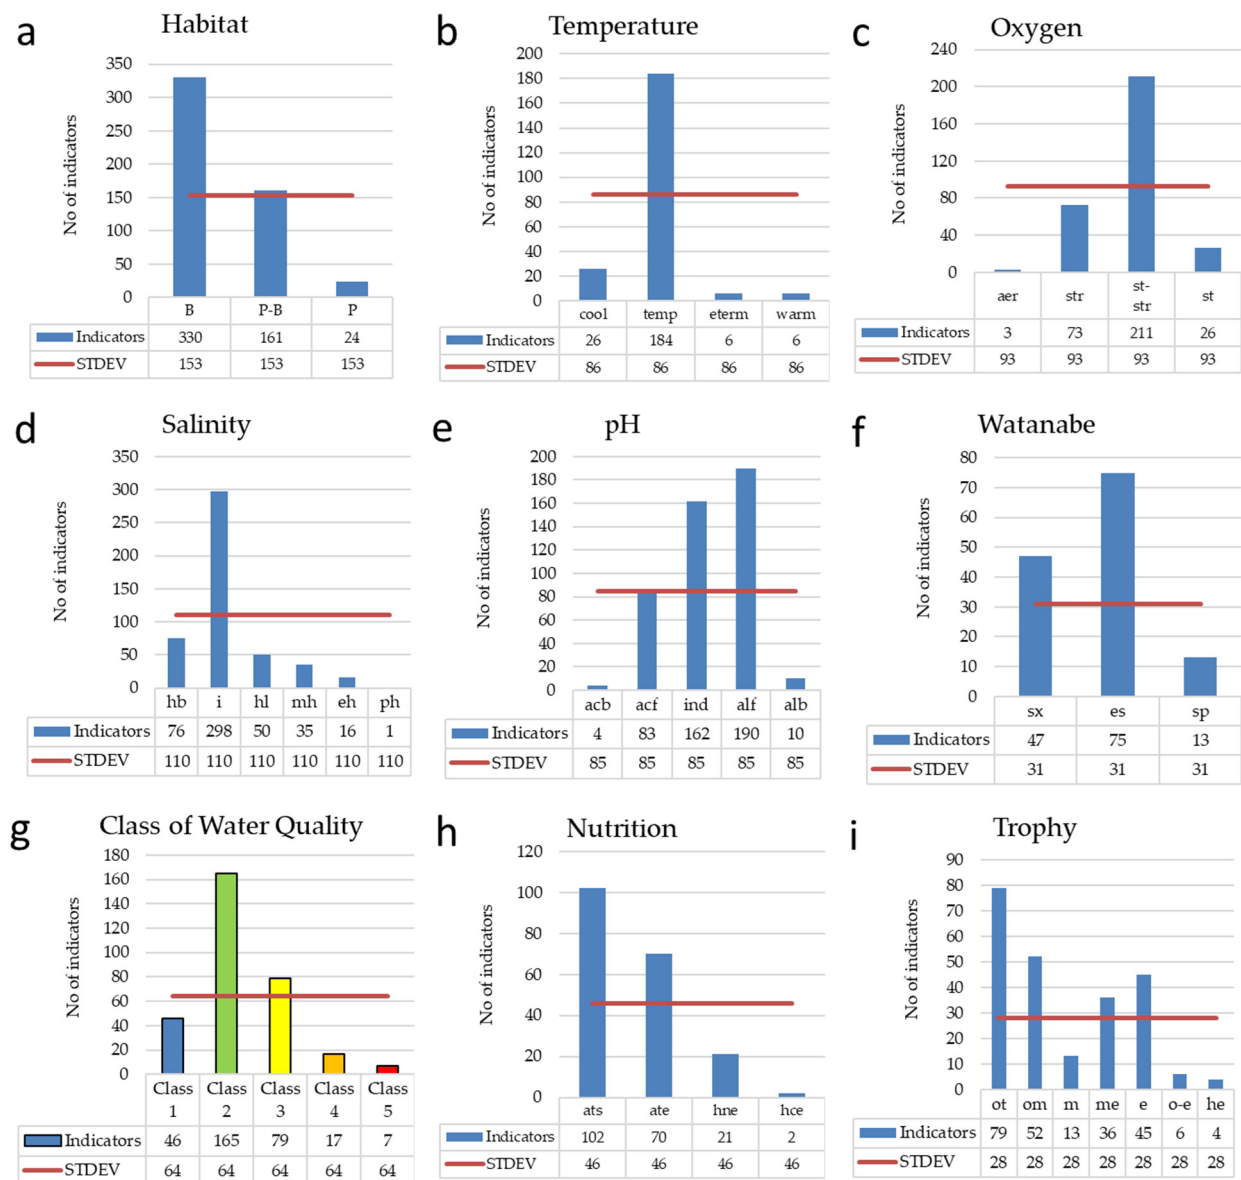 a Habitat
No of indicators
350
300
250
200
150
100
50
0
B P-B P
Indicators 330 161 24
STDEV 153 153 153
b Temperature
No of indicators
200
180
160
140
120
100
80
60
40
20
0
cool temp eterm warm
Indicators 26 184 6 6
STDEV 86 86 86 86
c Oxygen
No of indicators
240
200
160
120
80
40
0
aer str st-str st
Indicators 3 73 211 26
STDEV 93 93 93 93
d Salinity
No of indicators
350
300
250
200
150
100
50
0
hb i hl mh eh ph
Indicators 76 298 50 35 16 1
STDEV 110 110 110 110 110 110
e pH
No of indicators
200
180
160
140
120
100
80
60
40
20
0
acb acf ind alf alb
Indicators 4 83 162 190 10
STDEV 85 85 85 85 85
f Watanabe
No of indicators
80
70
60
50
40
30
20
10
0
sx es sp
Indicators 47 75 13
STDEV 31 31 31
g Class of Water Quality
No of indicators
180
160
140
120
100
80
60
40
20
0
Class Class Class Class Class
1 2 3 4 5
Indicators 46 165 79 17 7
STDEV 64 64 64 64 64
h Nutrition
No of indicators
120
100
80
60
40
20
0
ats ate hne hce
Indicators 102 70 21 2
STDEV 46 46 46 46
i Trophy
No of indicators
90
80
70
60
50
40
30
20
10
0
ot om m me e o-e he
Indicators 79 52 13 36 45 6 4
STDEV 28 28 28 28 28 28 28